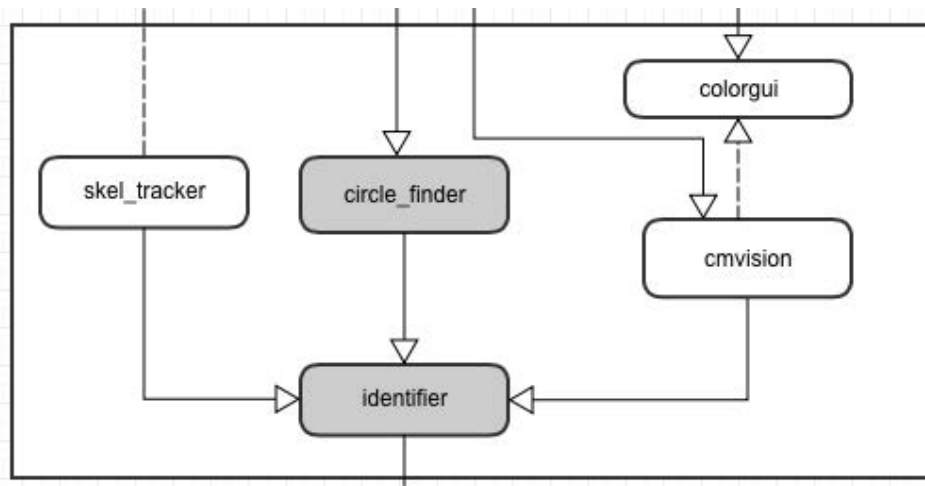 colorgui
skel_tracker
circle_finder
cmvision
identifier